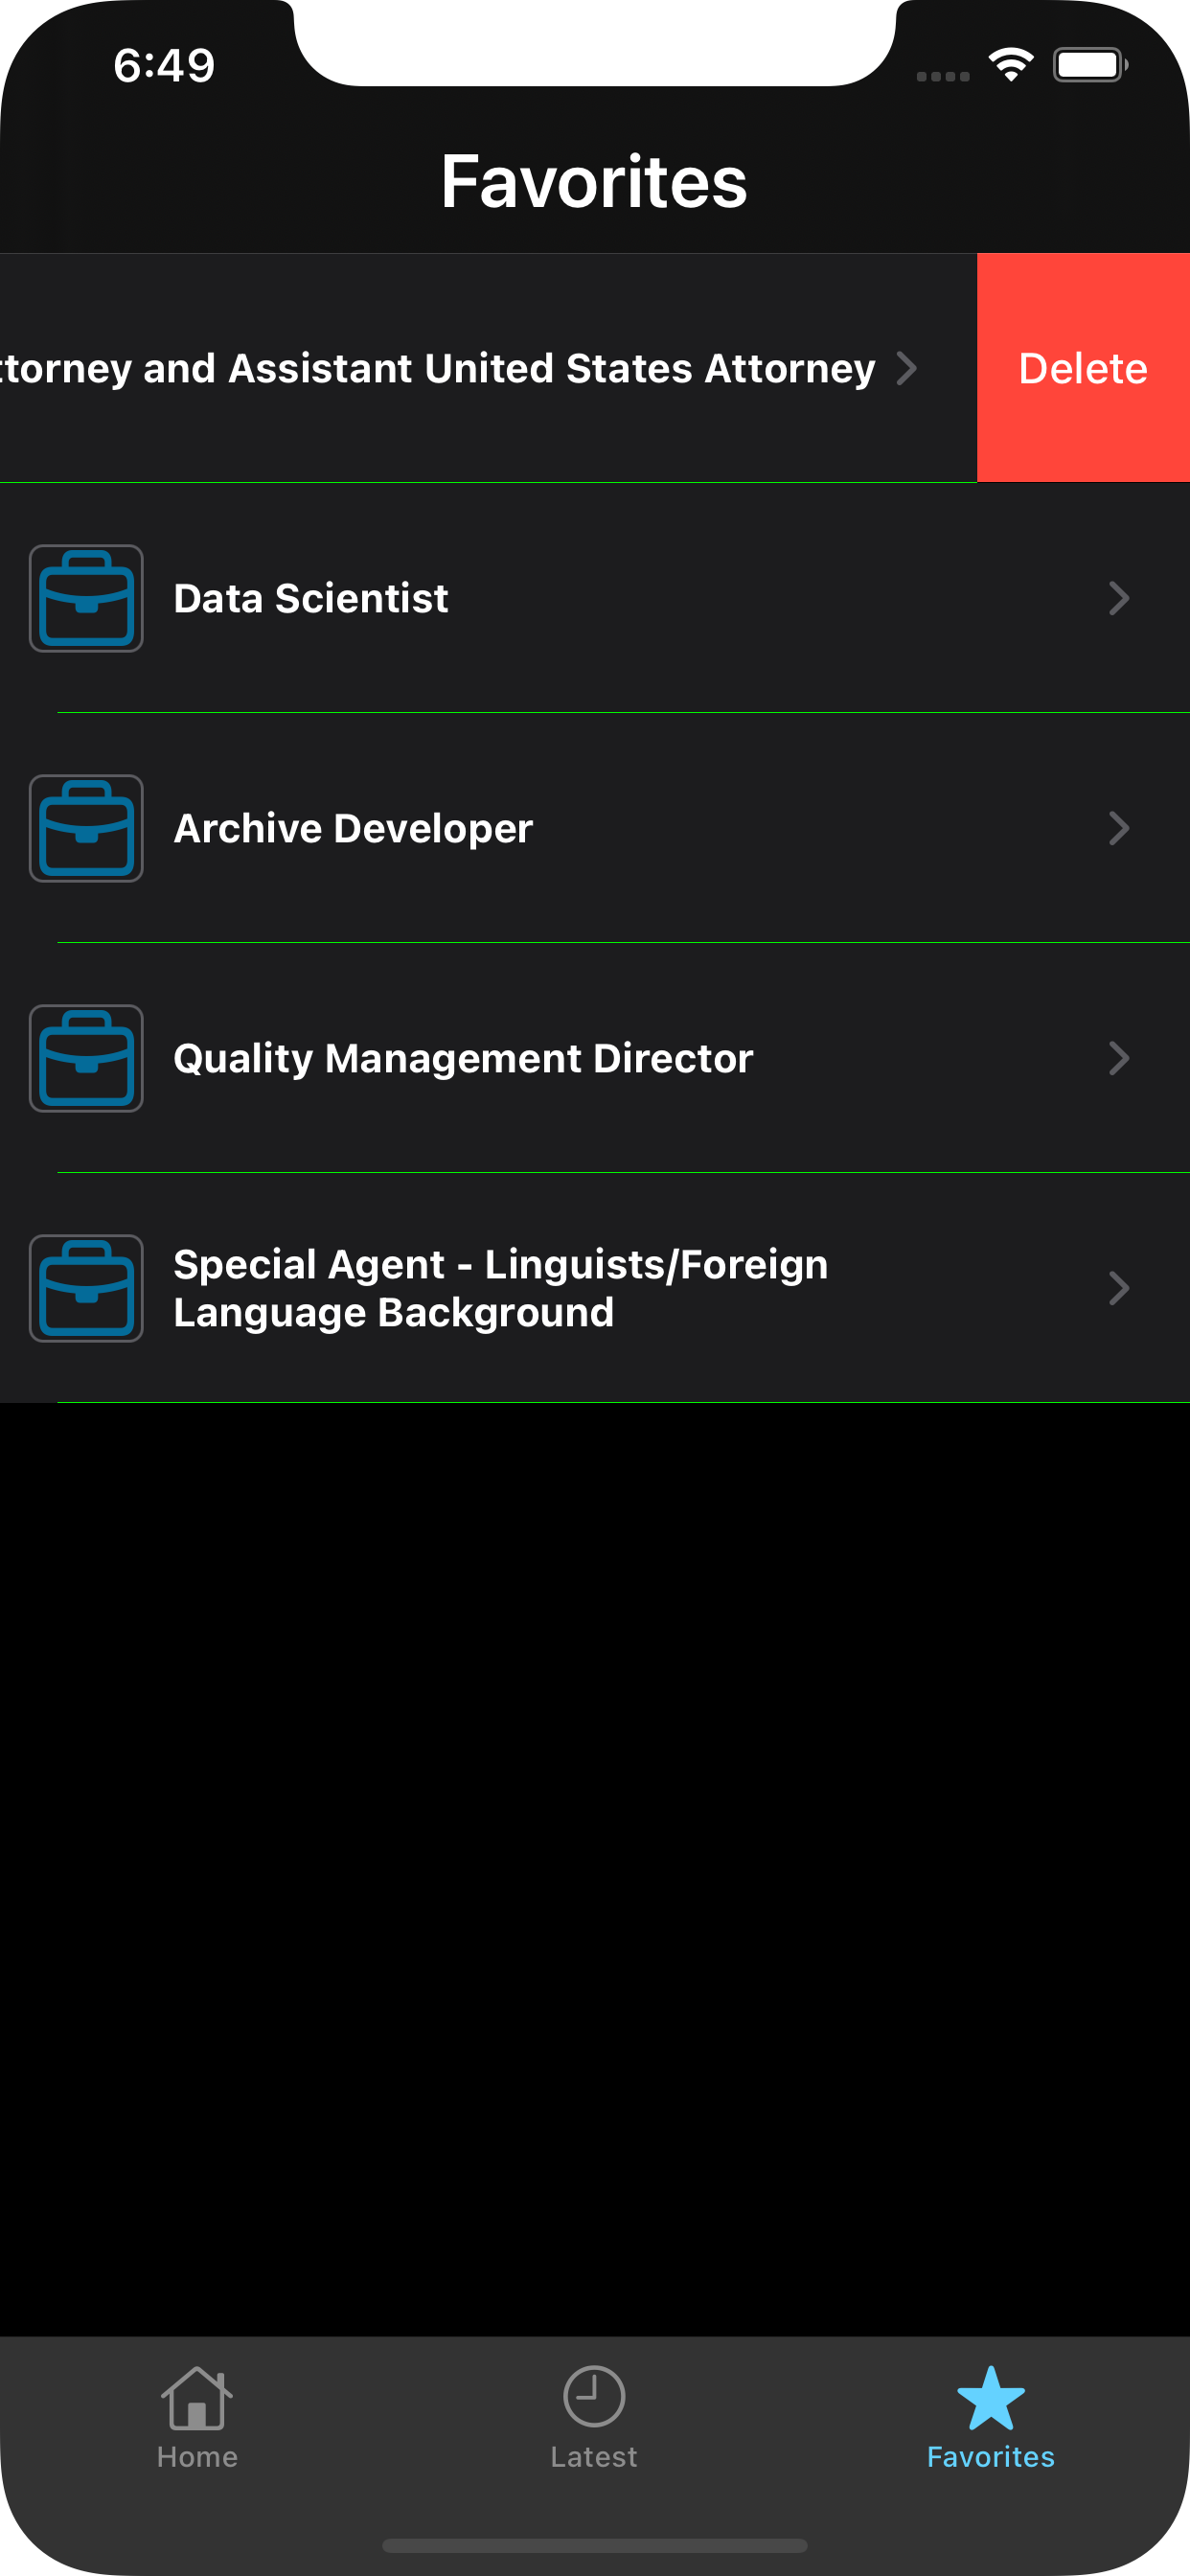 6:49
Favorites
ttorney and Assistant United States Attorney
Delete
Data Scientist
Archive Developer
Quality Management Director
Special Agent - Linguists/Foreign
Language Background
Home
Latest
Favorites